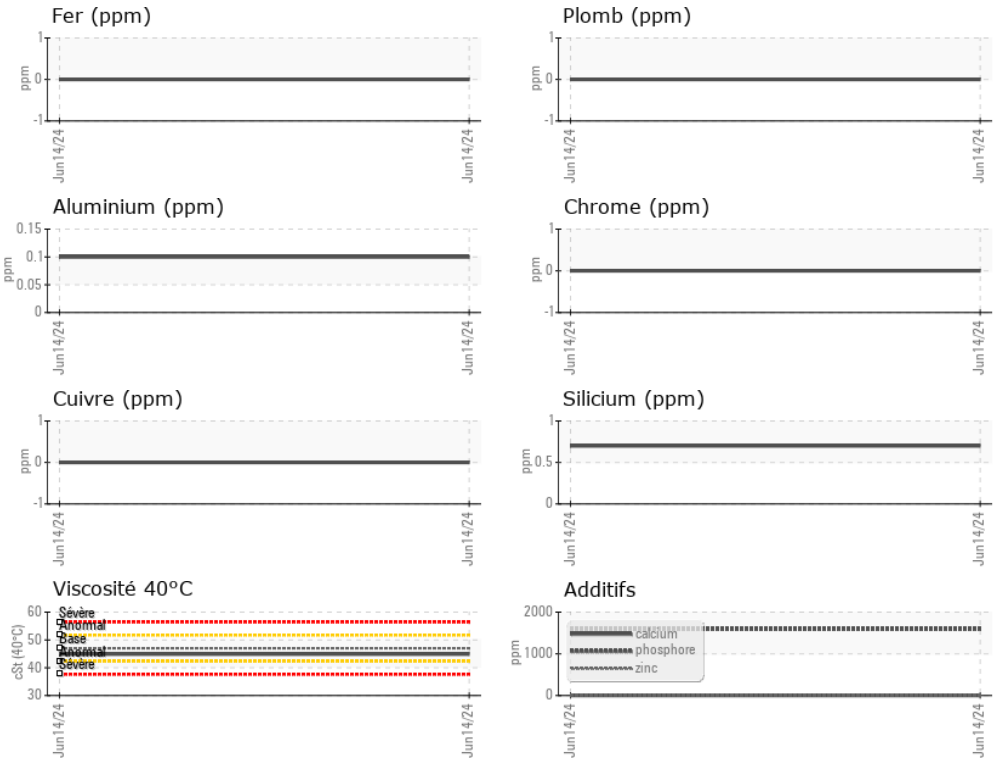 Fer (ppm)
1
0
-1
ppm
Jun14/24
Jun14/24
Plomb (ppm)
1
0
-1
ppm
Jun14/24
Jun14/24
Aluminium (ppm)
0.15
0.1
0.05
0
ppm
Jun14/24
Jun14/24
Chrome (ppm)
1
0
-1
ppm
Jun14/24
Jun14/24
Cuivre (ppm)
1
0
-1
ppm
Jun14/24
Jun14/24
Silicium (ppm)
1
0.5
0
ppm
Jun14/24
Jun14/24
Viscosité 40°C
60
50
40
30
cSt (40°C)
Sévère
Anormal
Base
Anormal
Sévère
Jun14/24
Jun14/24
Additifs
2000
1000
0
ppm
calcium
phosphore
zinc
Jun14/24
Jun14/24